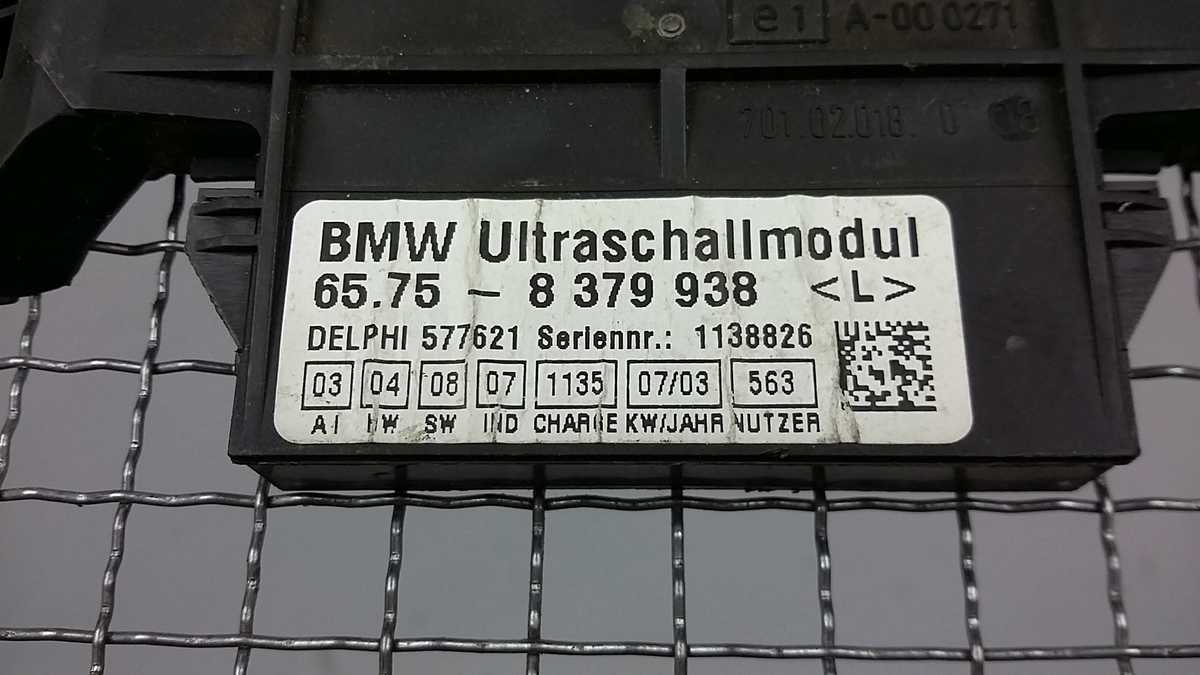 e1 A-00 0271
701.02.018.0
BMW Ultraschallmodul
65.75 - 8 379 938 <L>
DELPHI 577621 Seriennr.: 1138826
03 04 08 07 1135 07/03 563
AI HW SW IND CHARGE KW/JAHR NUTZER